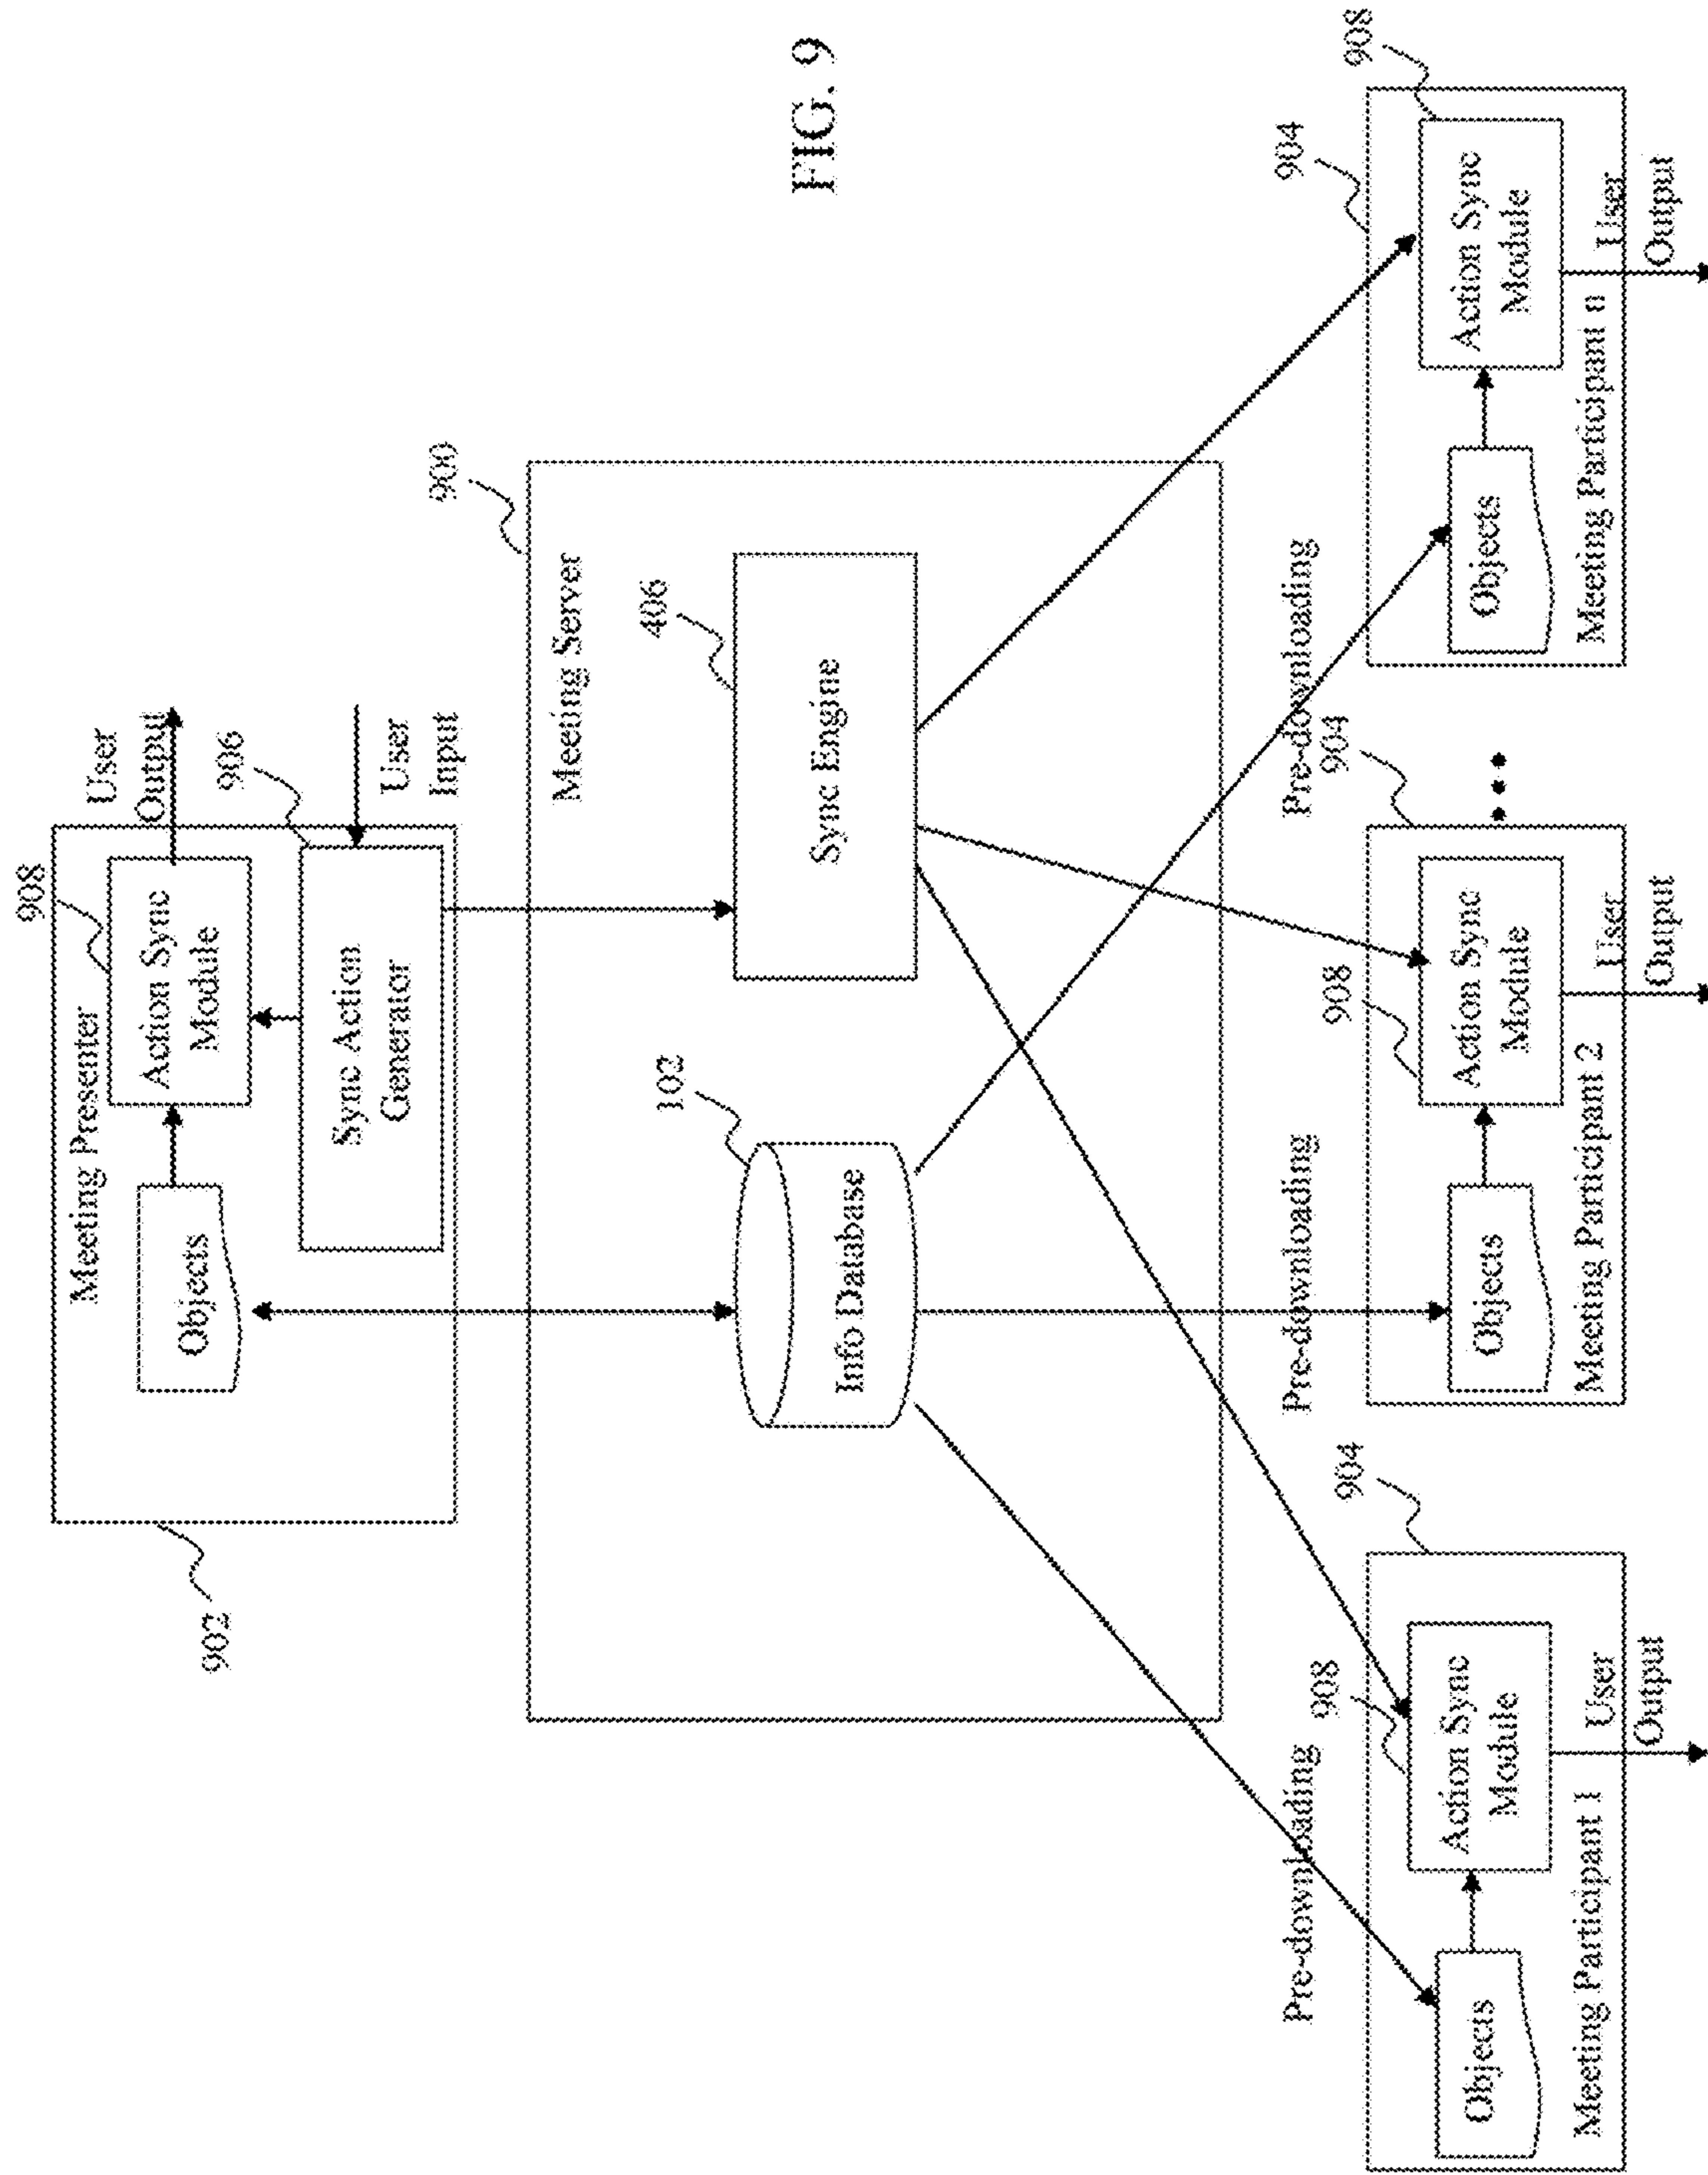 902
Meeting Presenter
Objects
Action Sync
Module
908
User
Output
Sync Action
Generator
906
User
Input
900
Meeting Server
102
Info Database
406
Sync Engine
FIG. 9
Pre-downloading
908
904
Objects
Action Sync
Module
Meeting Participant 1
User
Output
Pre-downloading
908
904
Objects
Action Sync
Module
Meeting Participant 2
User
Output
Pre-downloading
904
908
Objects
Action Sync
Module
Meeting Participant n
User
Output